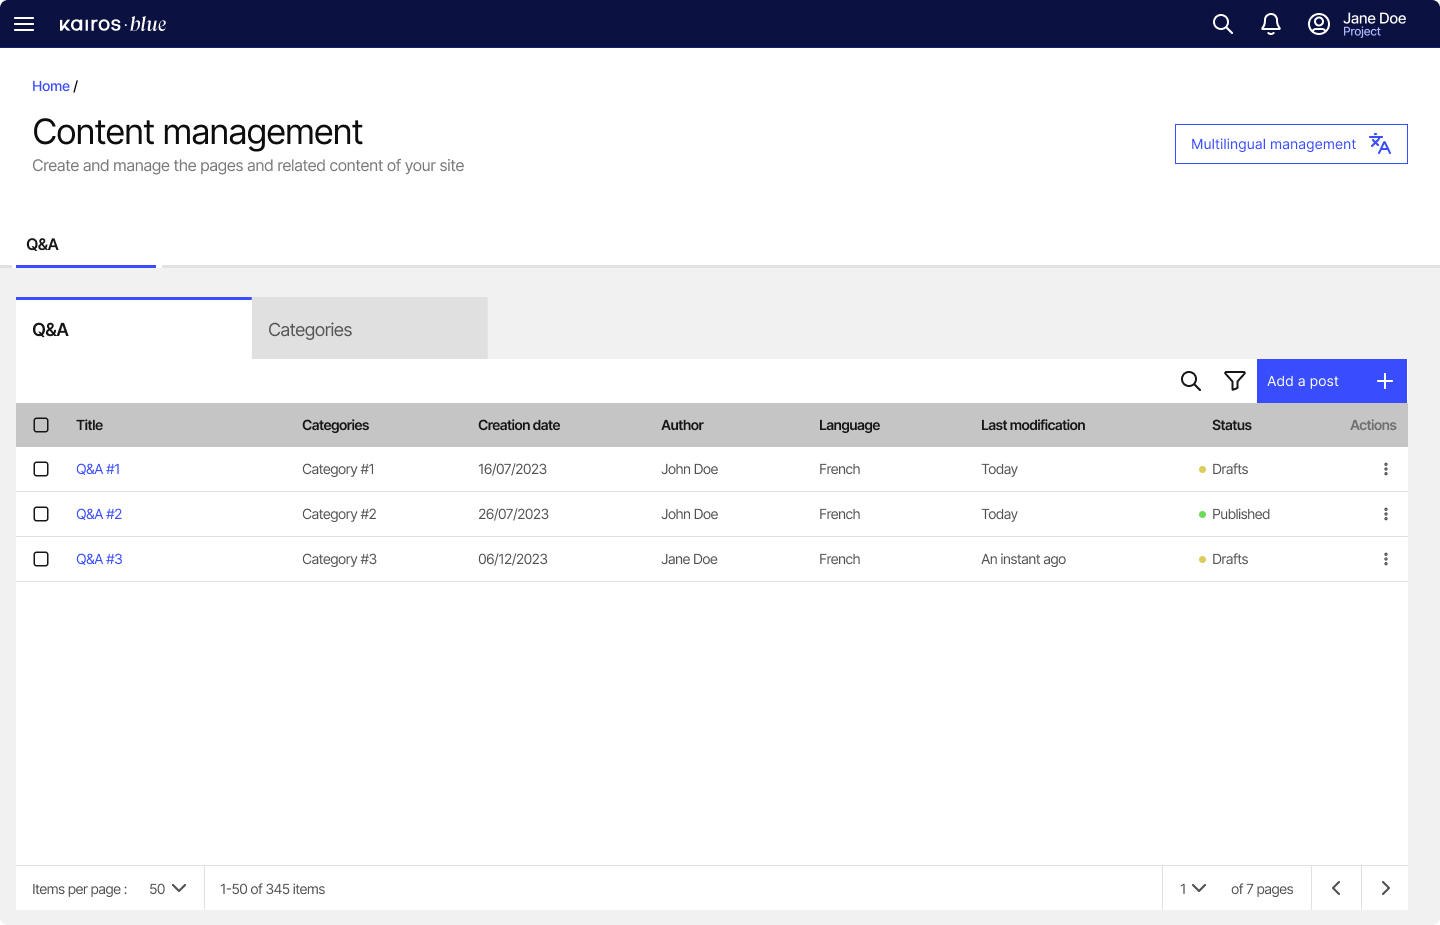 kairos·blue
Jane Doe
Project
Home /
Content management
Create and manage the pages and related content of your site
Multilingual management
Q&A
Q&A
Categories
Add a post
Title Categories Creation date Author Language Last modification Status Actions
Q&A #1 Category #1 16/07/2023 John Doe French Today Drafts
Q&A #2 Category #2 26/07/2023 John Doe French Today Published
Q&A #3 Category #3 06/12/2023 Jane Doe French An instant ago Drafts
Items per page : 50 1-50 of 345 items 1 of 7 pages